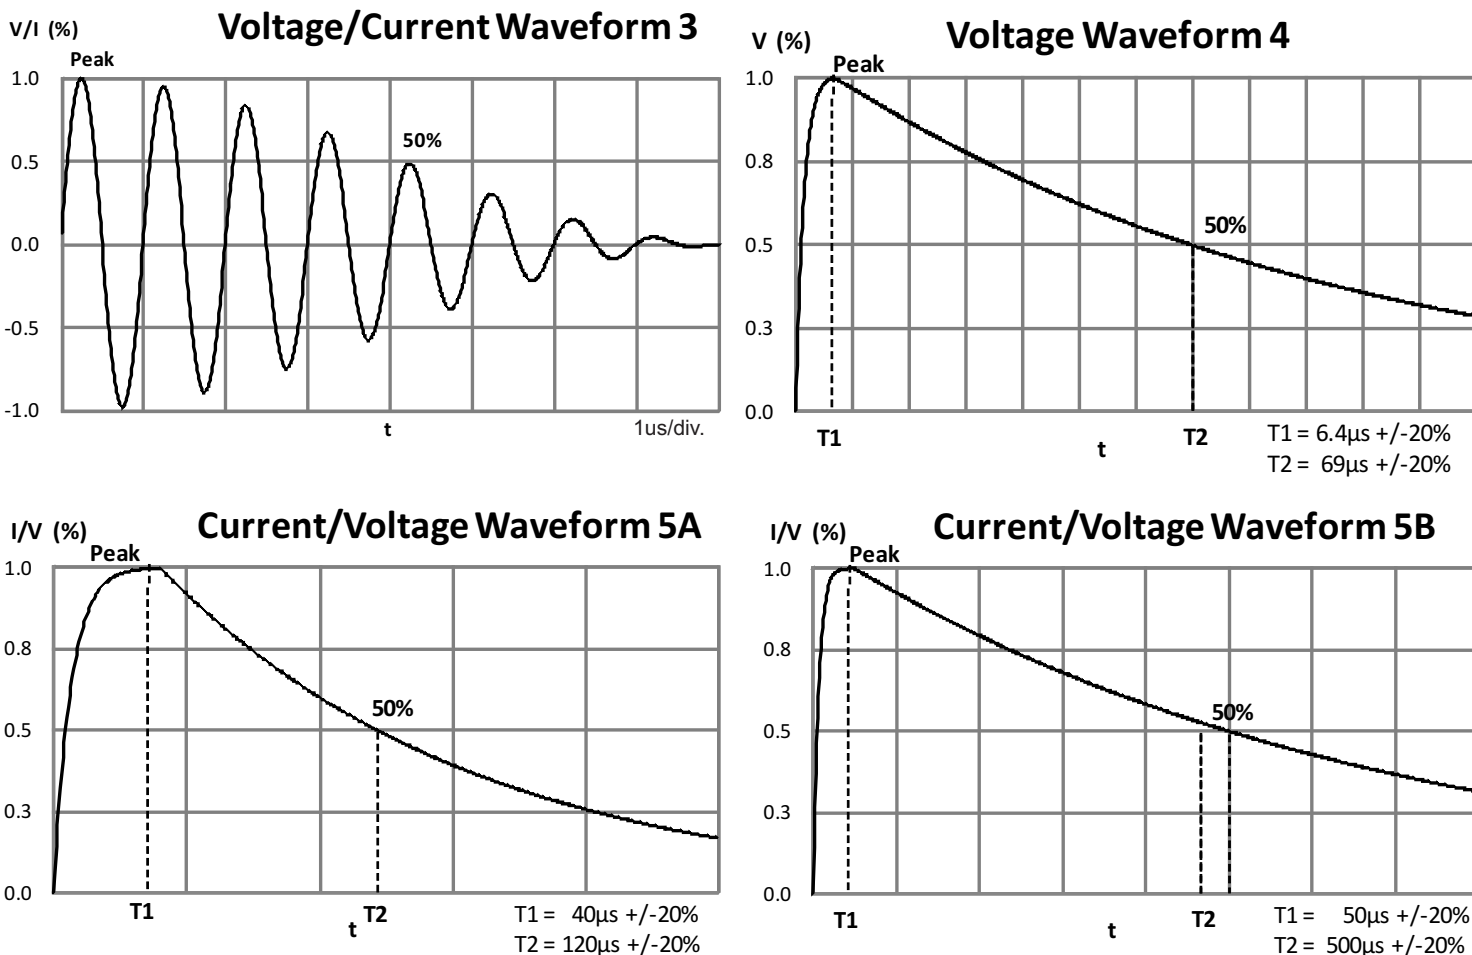 Voltage/Current Waveform 3
V/I (%)
Peak
1.0
0.5
50%
0.0
-0.5
-1.0
t
1us/div.
Voltage Waveform 4
V (%)
Peak
1.0
0.8
0.5
50%
0.3
0.0
T1
t
T2
T1 = 6.4µs +/-20%
T2 = 69µs +/-20%
Current/Voltage Waveform 5A
I/V (%)
Peak
1.0
0.8
0.5
50%
0.3
0.0
T1
t
T2
T1 = 40µs +/-20%
T2 = 120µs +/-20%
Current/Voltage Waveform 5B
I/V (%)
Peak
1.0
0.8
0.5
50%
0.3
0.0
T1
t
T2
T1 = 50µs +/-20%
T2 = 500µs +/-20%